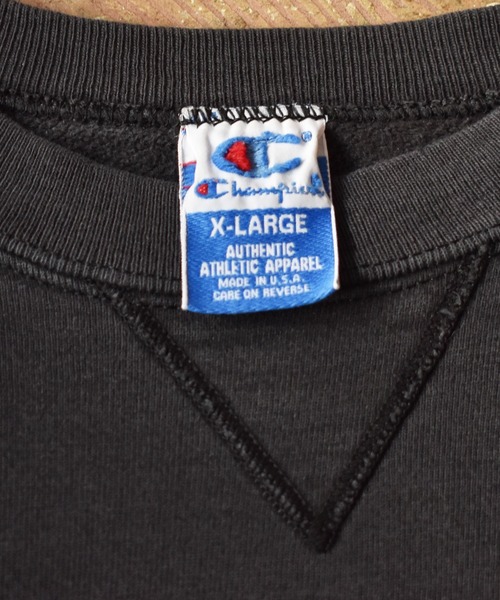 ®
Champion
X-LARGE
AUTHENTIC
ATHLETIC APPAREL
MADE IN U.S.A.
CARE ON REVERSE